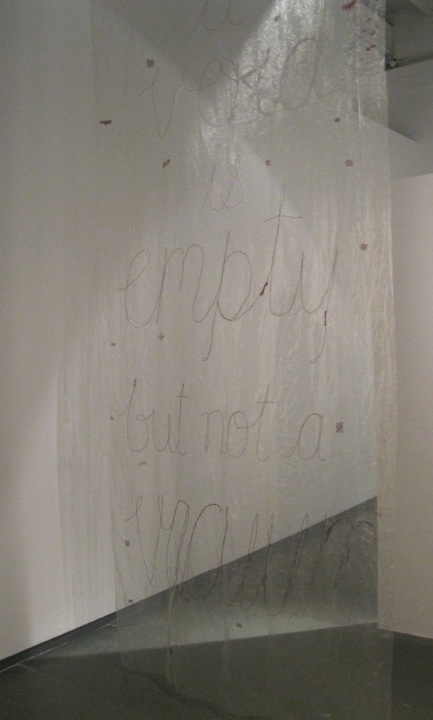 a
void
is
empty
but not a
vacuum